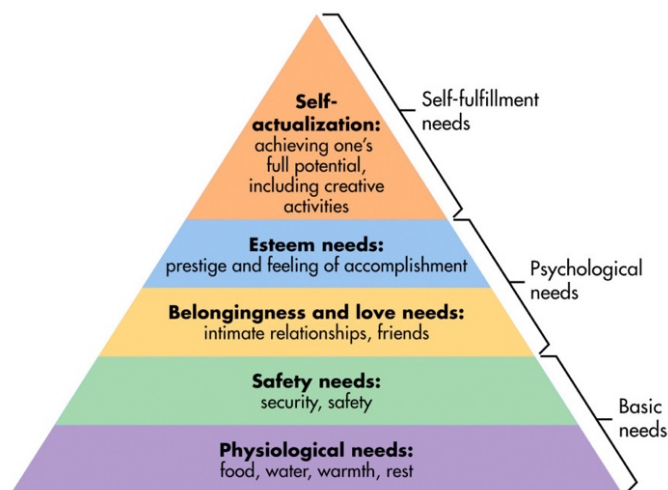 Self-
actualization:
achieving one's
full potential,
including creative
activities
Self-fulfillment
needs
Esteem needs:
prestige and feeling of accomplishment
Psychological
needs
Belongingness and love needs:
intimate relationships, friends
Safety needs:
security, safety
Basic
needs
Physiological needs:
food, water, warmth, rest